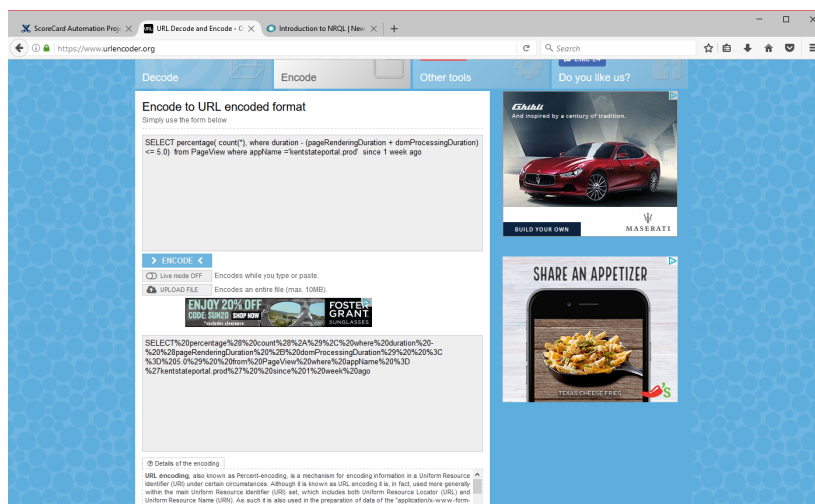 ScoreCard Automation Proj
URL Decode and Encode - O
Introduction to NRQL | New
https://www.urlencoder.org
Search
Decode
Encode
Other tools
Do you like us?
Encode to URL encoded format
Simply use the form below
SELECT percentage( count(*), where duration - (pageRenderingDuration + domProcessingDuration)
<= 5.0)  from PageView where appName ='kentstateportal.prod'  since 1 week ago
> ENCODE <
Live mode OFF
Encodes while you type or paste.
UPLOAD FILE
Encodes an entire file (max. 10MB).
ENJOY 20% OFF
CODE: SUN20 SHOP NOW
*excludes clearance
FOSTER
GRANT
SUNGLASSES
SELECT%20percentage%28%20count%28%2A%29%2C%20where%20duration%20-
%20%28pageRenderingDuration%20%2B%20domProcessingDuration%29%20%20%3C
%3D%205.0%29%20%20from%20PageView%20where%20appName%20%3D
%27kentstateportal.prod%27%20%20since%201%20week%20ago
Details of the encoding
URL encoding, also known as Percent-encoding, is a mechanism for encoding information in a Uniform Resource
Identifier (URI) under certain circumstances. Although it is known as URL encoding it is, in fact, used more generally
within the main Uniform Resource Identifier (URI) set, which includes both Uniform Resource Locator (URL) and
Uniform Resource Name (URN). As such it is also used in the preparation of data of the "application/x-www-form-
Ghibli
And inspired by a century of tradition.
BUILD YOUR OWN
MASERATI
SHARE AN APPETIZER
TEXAS CHEESE FRIES